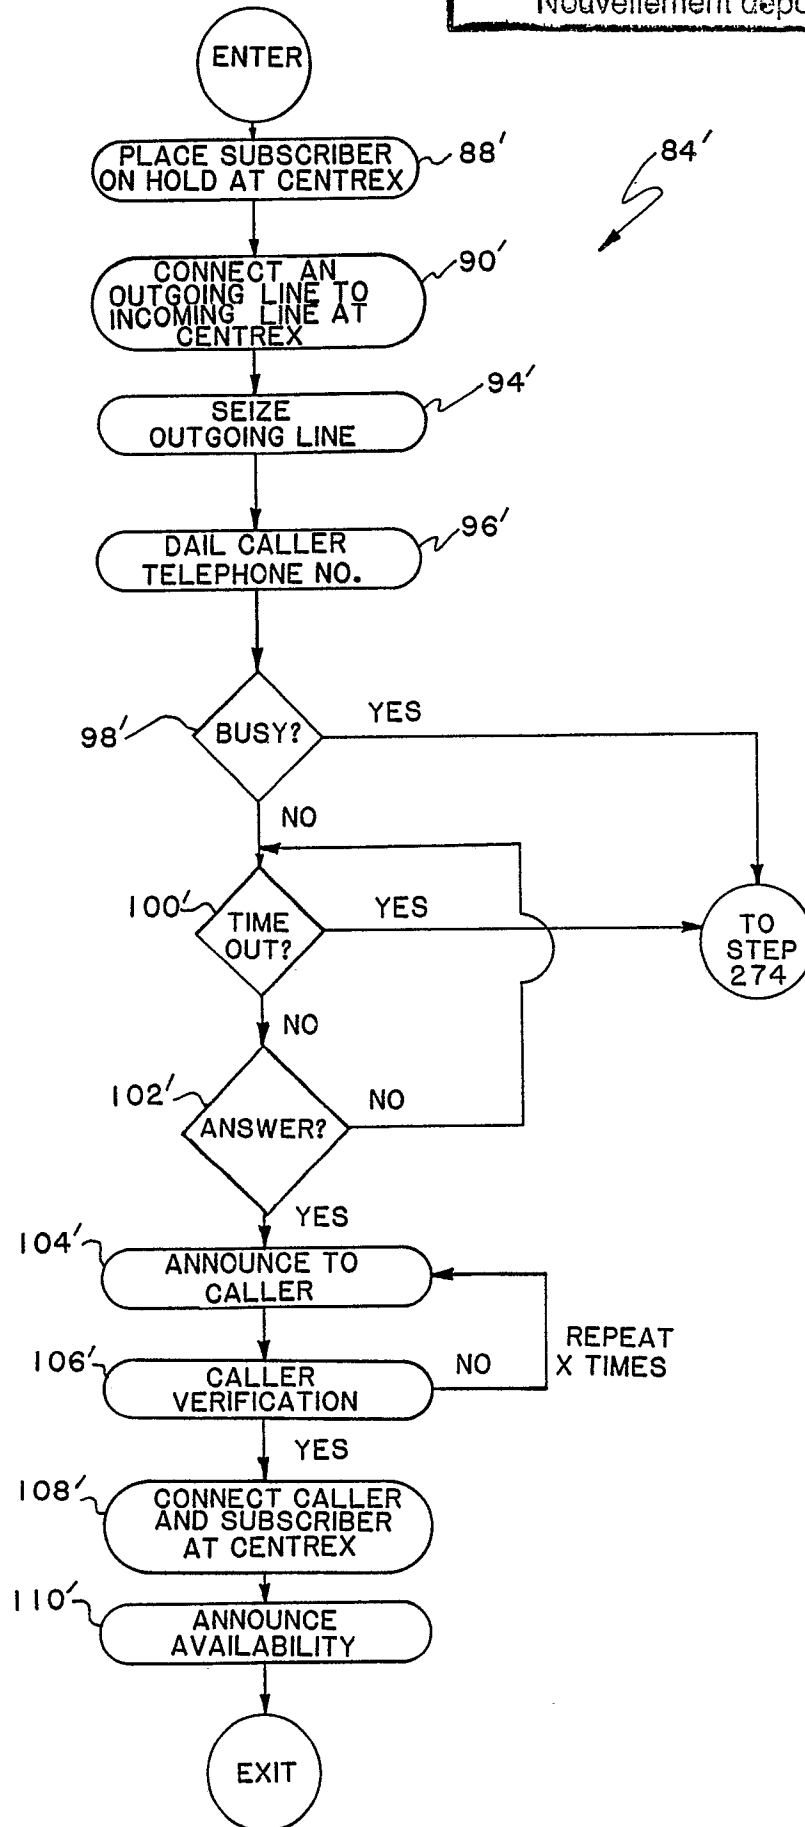 Nouvellement dépo
ENTER
PLACE SUBSCRIBER
ON HOLD AT CENTREX
88'
84'
CONNECT AN
OUTGOING LINE TO
INCOMING LINE AT
CENTREX
90'
SEIZE
OUTGOING LINE
94'
DAIL CALLER
TELEPHONE NO.
96'
98'
BUSY?
YES
NO
100'
TIME
OUT?
YES
TO
STEP
274
NO
102'
ANSWER?
NO
YES
104'
ANNOUNCE TO
CALLER
REPEAT
X TIMES
106'
CALLER
VERIFICATION
NO
YES
108'
CONNECT CALLER
AND SUBSCRIBER
AT CENTREX
110'
ANNOUNCE
AVAILABILITY
EXIT